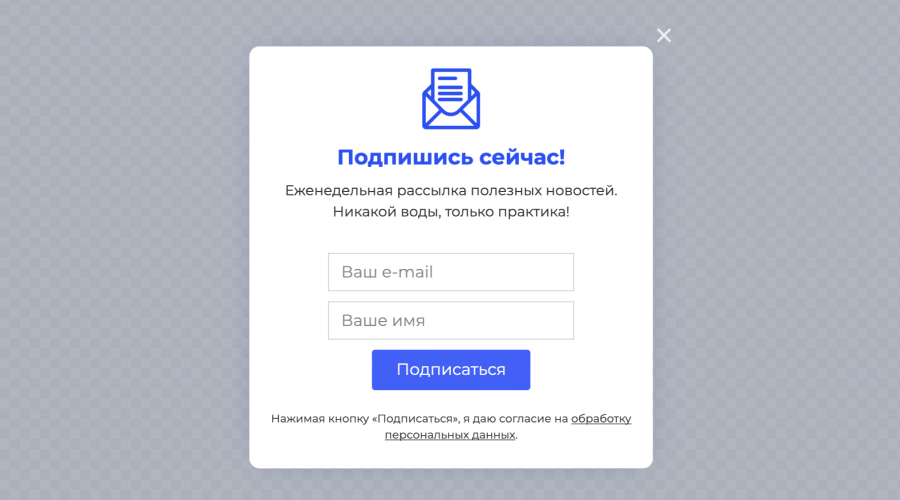 Подпишись сейчас!
Еженедельная рассылка полезных новостей.
Никакой воды, только практика!
Ваш e-mail
Ваше имя
Подписаться
Нажимая кнопку «Подписаться», я даю согласие на обработку
персональных данных.